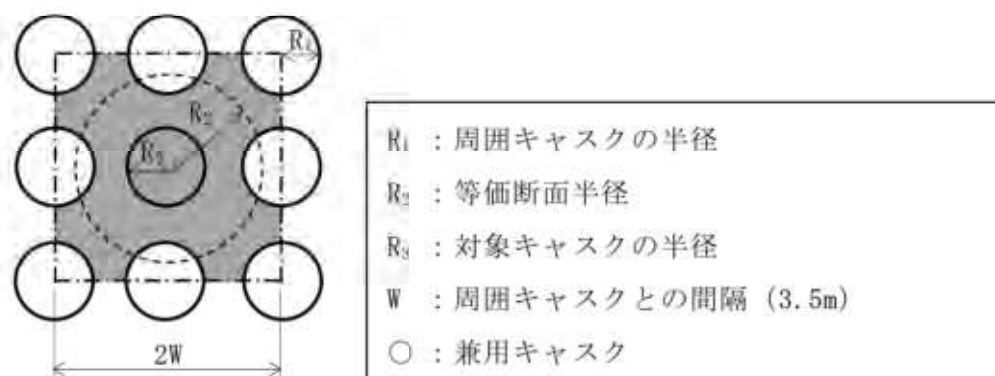 R₁
R₂
R₃
2W
R₁ ：周囲キャスクの半径
R₂ ：等価断面半径
R₃ ：対象キャスクの半径
W ：周囲キャスクとの間隔 (3.5m)
○ ：兼用キャスク